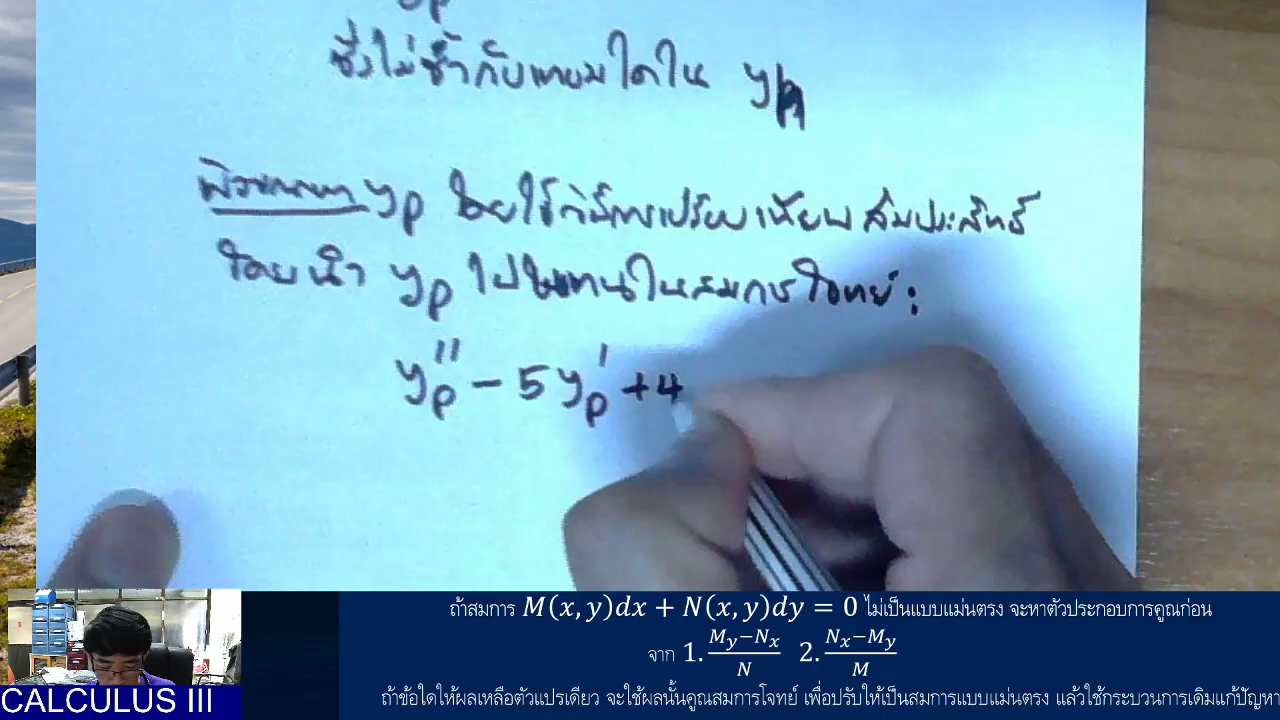 yp
ซึ่งไม่ซ้ำกับเทอมใดใน yh
พิจารณา yp โดยใช้วิธีการเปรียบเทียบสัมประสิทธิ์
โดยนำ yp ไปแทนในสมการโจทย์:
yp'' - 5yp' + 4
ถ้าสมการ M(x, y)dx + N(x, y)dy = 0 ไม่เป็นแบบแม่นตรง จะหาตัวประกอบการคูณก่อน
จาก 1. (My−Nx)/N 2. (Nx−My)/M
ถ้าข้อใดให้ผลเหลือตัวแปรเดียว จะใช้ผลนั้นคูณสมการโจทย์ เพื่อปรับให้เป็นสมการแบบแม่นตรง แล้วใช้กระบวนการเดิมแก้ปัญหา
CALCULUS III